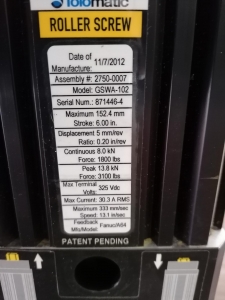 Tolomatic
ROLLER SCREW
Date of Manufacture: 11/7/2012
Assembly #: 2750-0007
Model: GSWA-102
Serial Num.: 871446-4
Maximum 152.4 mm
Stroke: 6.00 in.
Displacement 5 mm/rev
Ratio: 0.20 in/rev
Continuous 8.0 kN
Force: 1800 lbs
Peak 13.8 kN
Force: 3100 lbs
Max Terminal Volts: 325 Vdc
Max Current: 30.3 A RMS
Maximum 333 mm/sec
Speed: 13.1 in/sec
Feedback Mfr/Model
PATENT PENDING